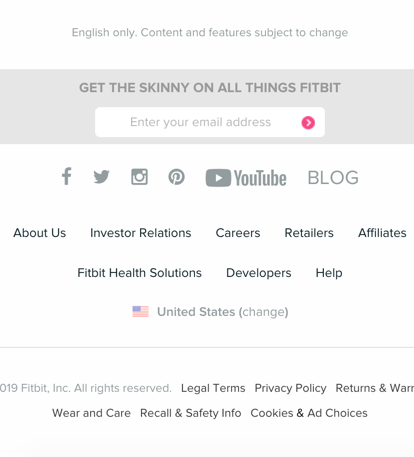 English only. Content and features subject to change
GET THE SKINNY ON ALL THINGS FITBIT
Enter your email address
YouTube BLOG
About Us Investor Relations Careers Retailers Affiliates
Fitbit Health Solutions Developers Help
United States (change)
019 Fitbit, Inc. All rights reserved. Legal Terms Privacy Policy Returns & Warr
Wear and Care Recall & Safety Info Cookies & Ad Choices